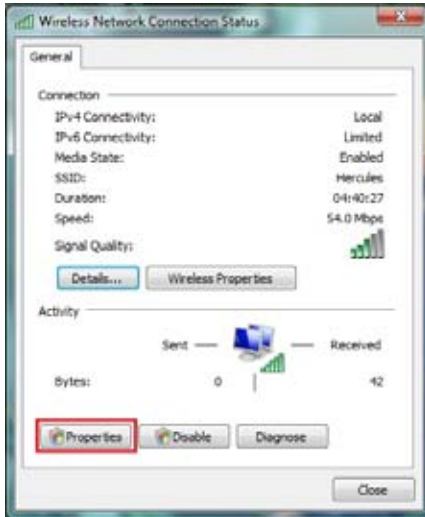 Wireless Network Connection Status
General
Connection
IPv4 Connectivity: Local
IPv6 Connectivity: Limited
Media State: Enabled
SSID: Hercules
Duration: 04:40:27
Speed: 54.0 Mbps
Signal Quality:
Details... Wireless Properties
Activity
Sent Received
Bytes: 0 42
Properties Disable Diagnose
Close